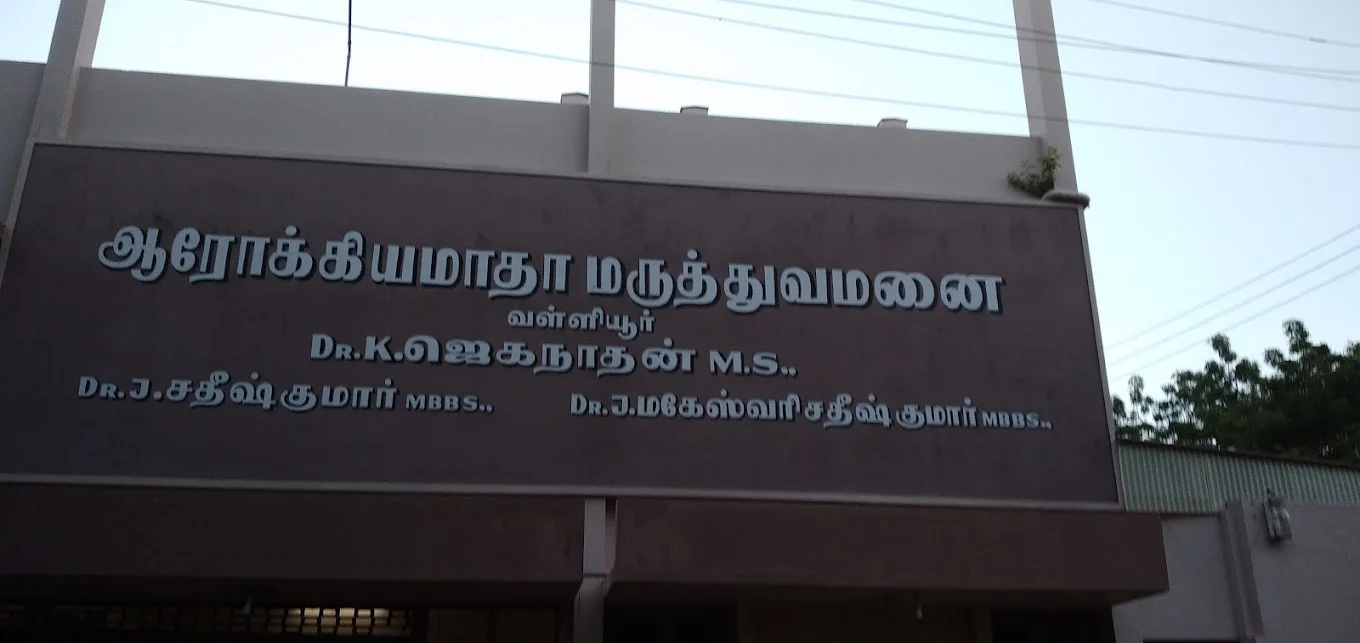 ஆரோக்கியமாதா மருத்துவமனை
வள்ளியூர்
DR.K.ஜெகநாதன் M.S..
DR.J.சதீஷ்குமார் MBBS.. DR.J.மகேஸ்வரிசதீஷ்குமார் MBBS..